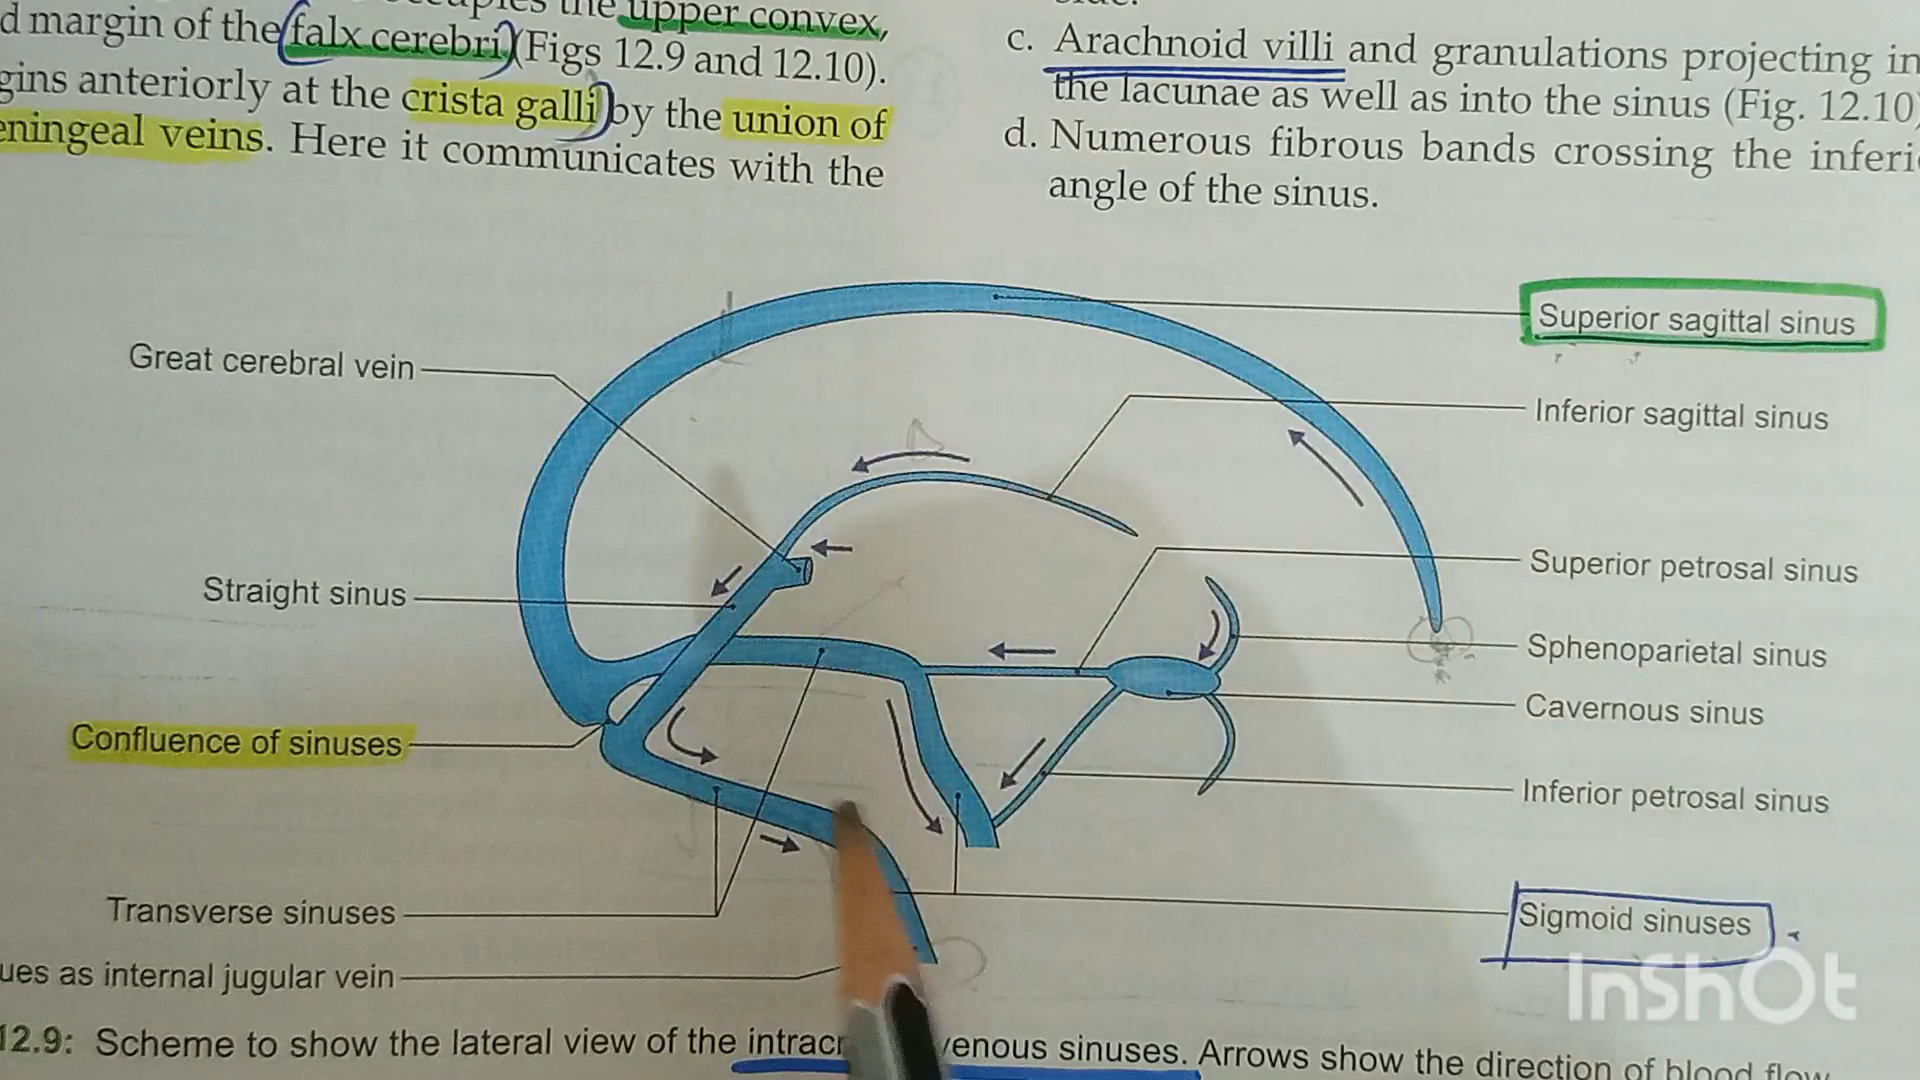 the upper convex,
d margin of the falx cerebri (Figs 12.9 and 12.10).
gins anteriorly at the crista galli by the union of
eningeal veins. Here it communicates with the
c. Arachnoid villi and granulations projecting in
the lacunae as well as into the sinus (Fig. 12.10)
d. Numerous fibrous bands crossing the inferi
angle of the sinus.
Superior sagittal sinus
Great cerebral vein
Inferior sagittal sinus
Superior petrosal sinus
Straight sinus
Sphenoparietal sinus
Cavernous sinus
Confluence of sinuses
Inferior petrosal sinus
Transverse sinuses
Sigmoid sinuses
ues as internal jugular vein
InShOt
12.9: Scheme to show the lateral view of the intracr venous sinuses. Arrows show the direction of blood flow